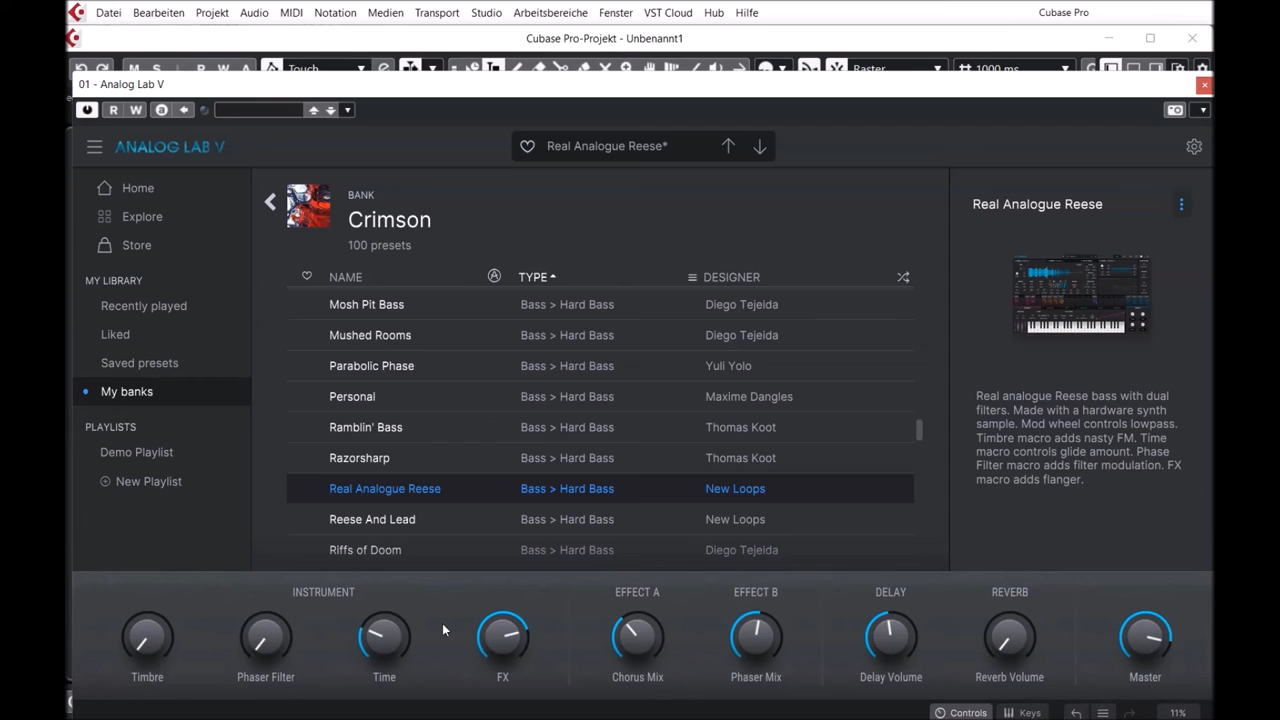 Datei Bearbeiten Projekt Audio MIDI Notation Medien Transport Studio Arbeitsbereiche Fenster VST Cloud Hub Hilfe Cubase Pro
Cubase Pro-Projekt - Unbenannt1
M S R W A Touch Raster 1000 ms
01 - Analog Lab V
R W a
ANALOG LAB V Real Analogue Reese*
Home
Explore
Store
MY LIBRARY
Recently played
Liked
Saved presets
My banks
PLAYLISTS
Demo Playlist
New Playlist
BANK
Crimson
100 presets
NAME TYPE DESIGNER
Mosh Pit Bass Bass > Hard Bass Diego Tejeida
Mushed Rooms Bass > Hard Bass Diego Tejeida
Parabolic Phase Bass > Hard Bass Yuli Yolo
Personal Bass > Hard Bass Maxime Dangles
Ramblin' Bass Bass > Hard Bass Thomas Koot
Razorsharp Bass > Hard Bass Thomas Koot
Real Analogue Reese Bass > Hard Bass New Loops
Reese And Lead Bass > Hard Bass New Loops
Riffs of Doom Bass > Hard Bass Diego Tejeida
Real Analogue Reese
Real analogue Reese bass with dual
filters. Made with a hardware synth
sample. Mod wheel controls lowpass.
Timbre macro adds nasty FM. Time
macro controls glide amount. Phase
Filter macro adds filter modulation. FX
macro adds flanger.
INSTRUMENT EFFECT A EFFECT B DELAY REVERB
Timbre Phaser Filter Time FX Chorus Mix Phaser Mix Delay Volume Reverb Volume Master
Controls Keys 11%